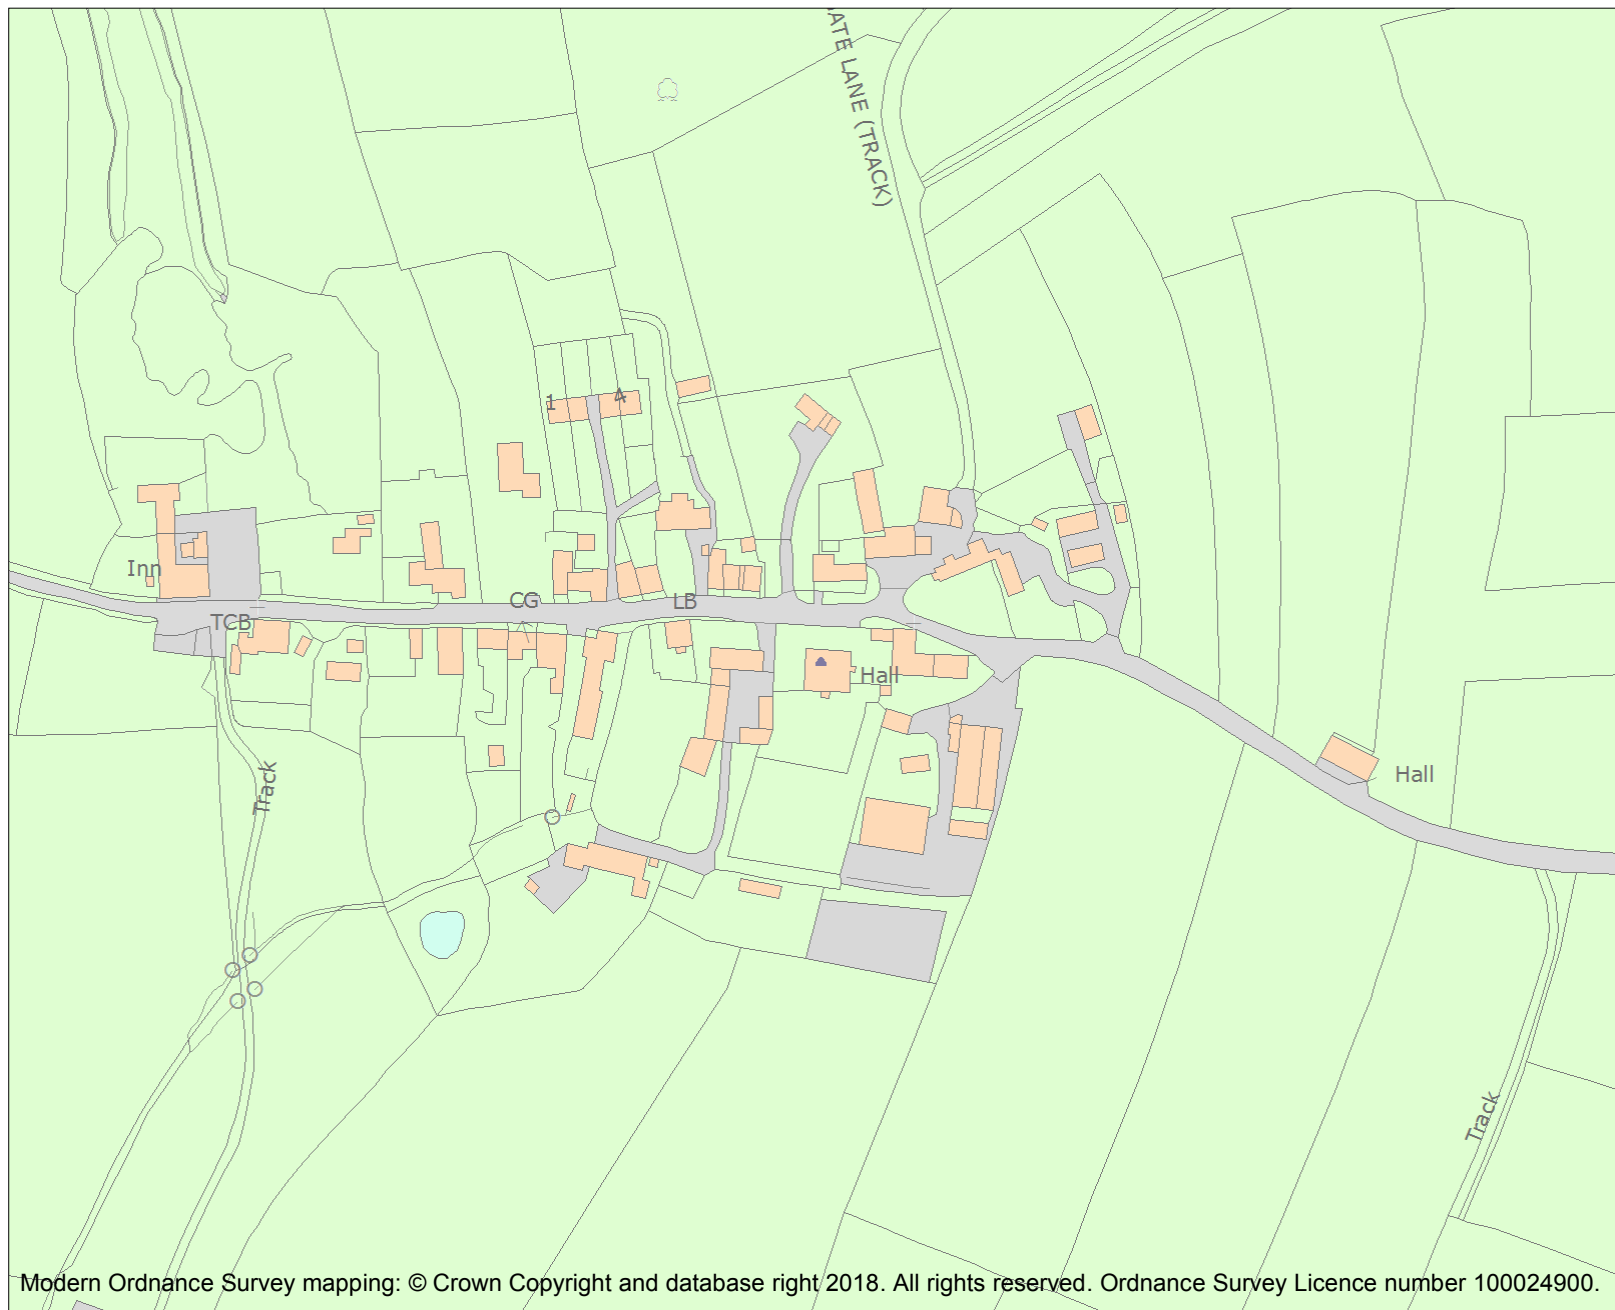 ATE LANE (TRACK)
1
4
Inn
TCB
CG
LB
Hall
Hall
Track
Track
Modern Ordnance Survey mapping: © Crown Copyright and database right 2018. All rights reserved. Ordnance Survey Licence number 100024900.